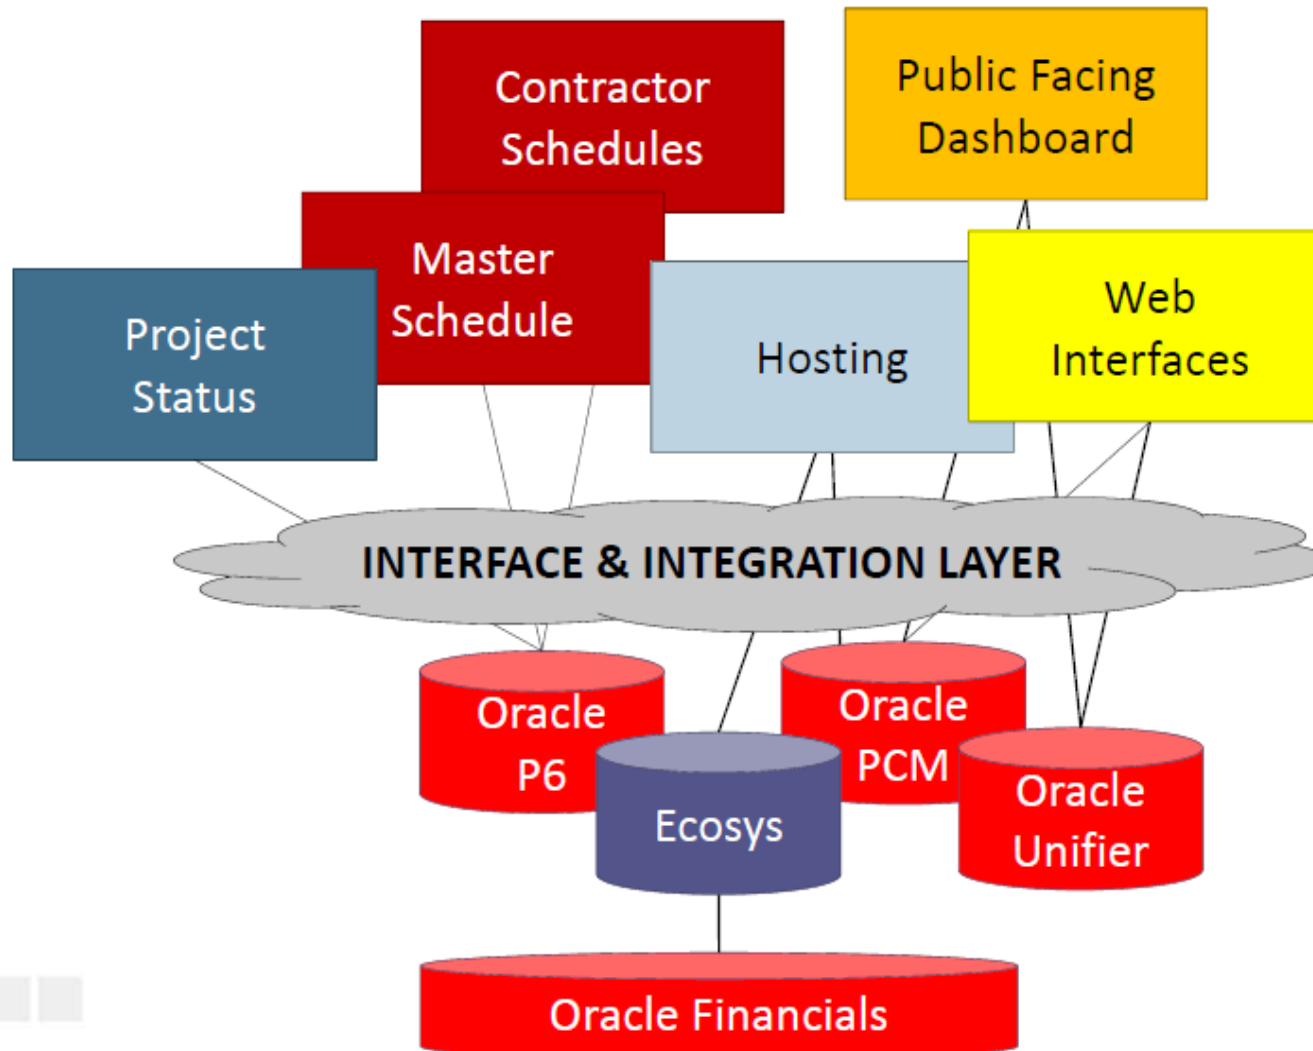 Contractor
Schedules
Public Facing
Dashboard
Master
Schedule
Project
Status
Hosting
Web
Interfaces
INTERFACE & INTEGRATION LAYER
Oracle
P6
Oracle
PCM
Ecosys
Oracle
Unifier
Oracle Financials